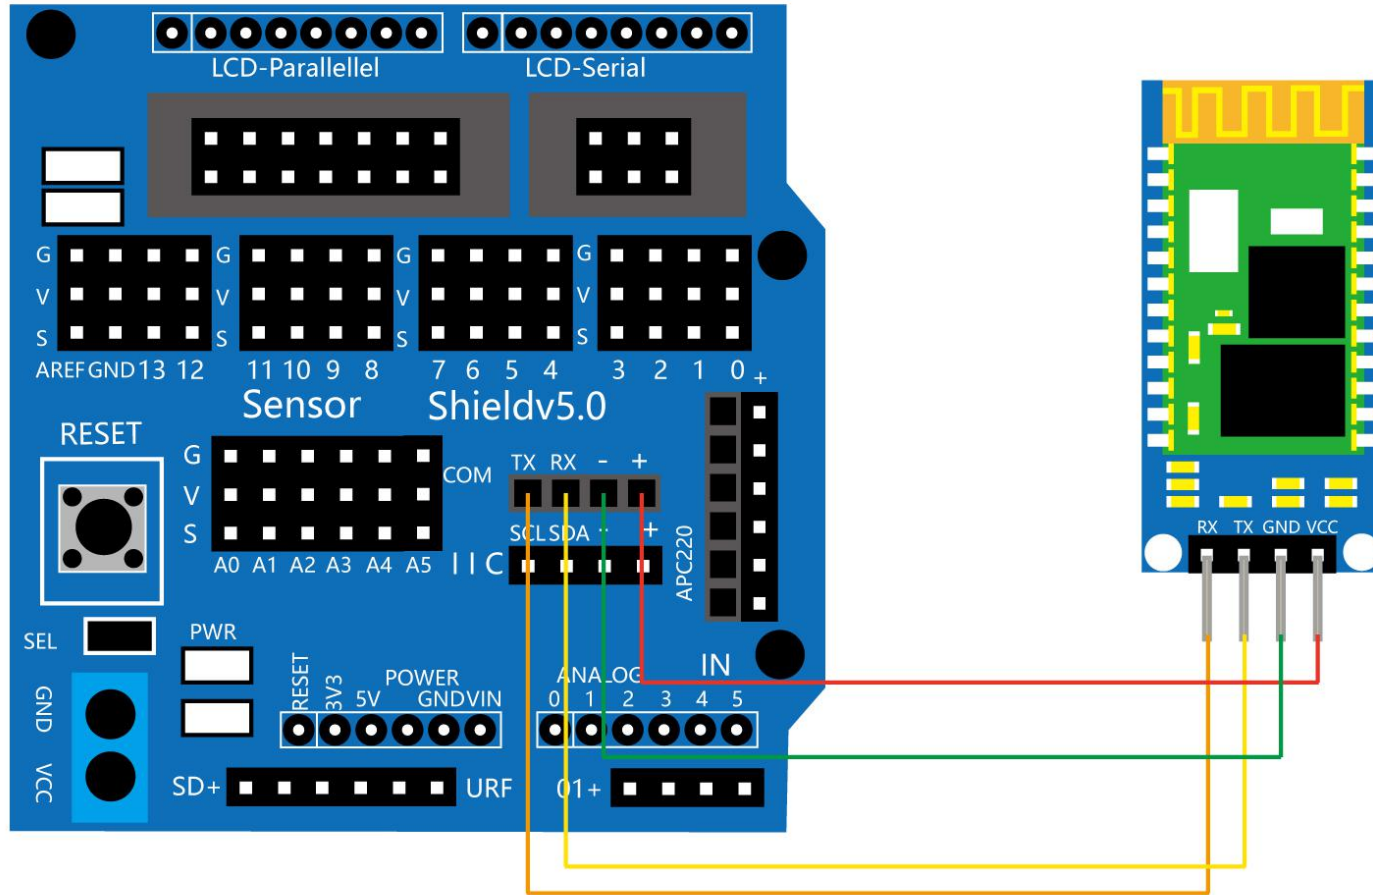 LCD-Parallellel LCD-Serial
G G G G
V V V V
S S S S
AREF GND 13 12 11 10 9 8 7 6 5 4 3 2 1 0 +
Sensor Shieldv5.0
RESET
G
V
S
A0 A1 A2 A3 A4 A5
COM TX RX - +
SCL SDA - +
IIC
APC220
RX TX GND VCC
SEL
PWR
GND
VCC
RESET 3V3 5V POWER GND VIN
ANALOG IN
0 1 2 3 4 5
SD+ URF 01+